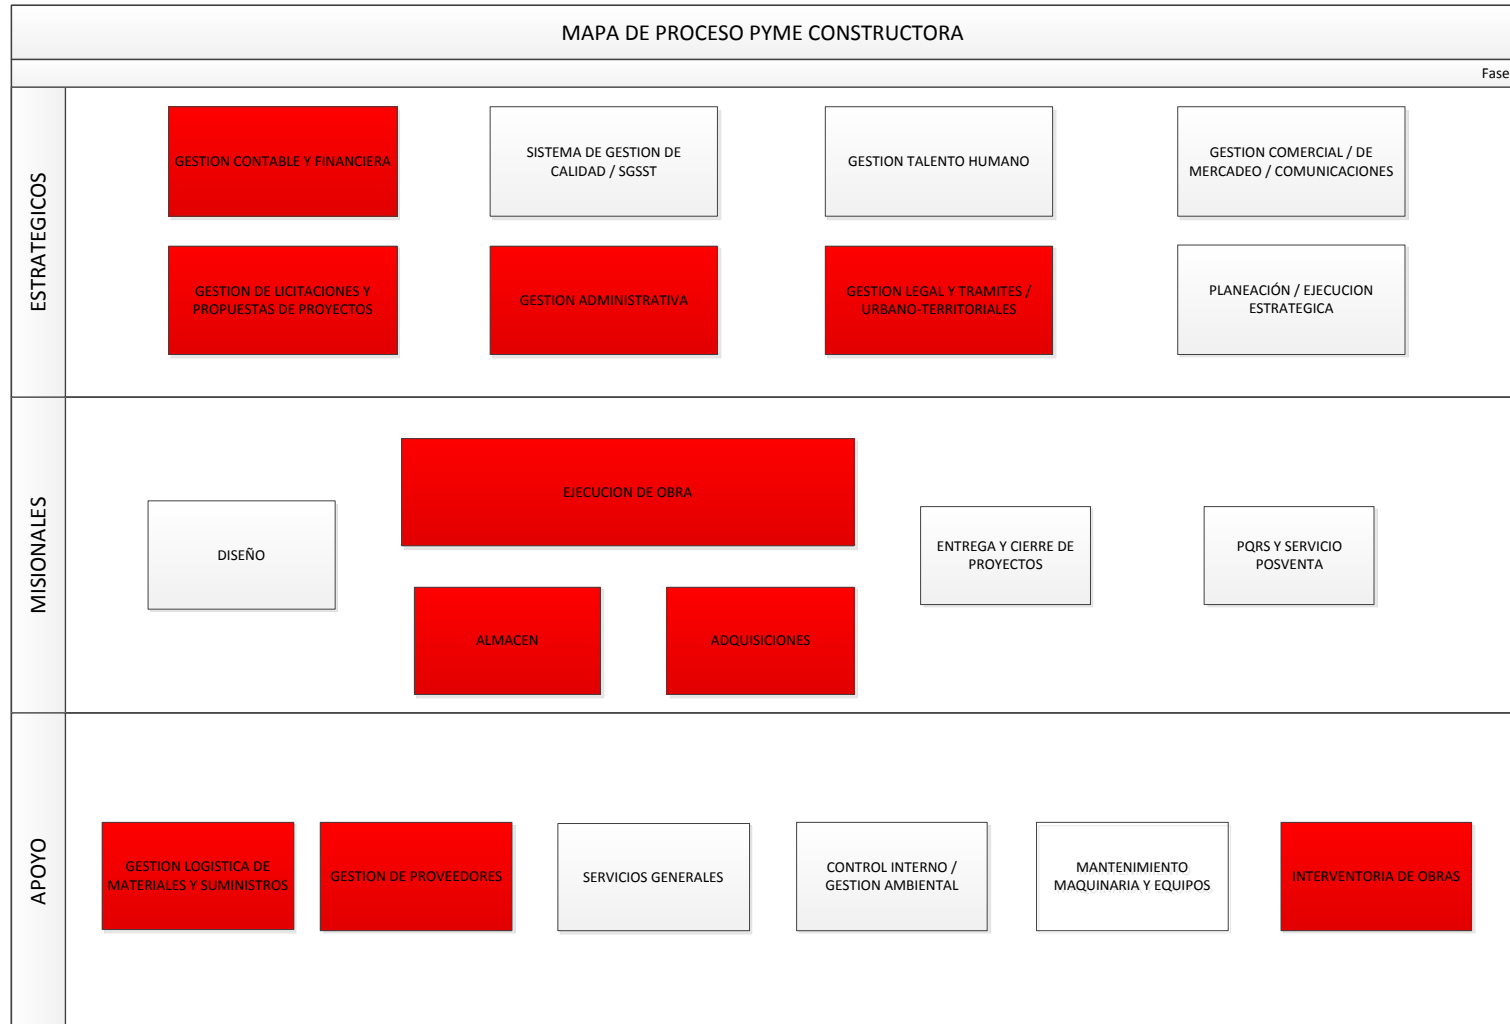 MAPA DE PROCESO PYME CONSTRUCTORA
Fase
ESTRATEGICOS
GESTION CONTABLE Y FINANCIERA
SISTEMA DE GESTION DE
CALIDAD / SGSST
GESTION TALENTO HUMANO
GESTION COMERCIAL / DE
MERCADEO / COMUNICACIONES
GESTION DE LICITACIONES Y
PROPUESTAS DE PROYECTOS
GESTION ADMINISTRATIVA
GESTION LEGAL Y TRAMITES /
URBANO-TERRITORIALES
PLANEACIÓN / EJECUCION
ESTRATEGICA
MISIONALES
DISEÑO
EJECUCION DE OBRA
ALMACEN
ADQUISICIONES
ENTREGA Y CIERRE DE
PROYECTOS
PQRS Y SERVICIO
POSVENTA
APOYO
GESTION LOGISTICA DE
MATERIALES Y SUMINISTROS
GESTION DE PROVEEDORES
SERVICIOS GENERALES
CONTROL INTERNO /
GESTION AMBIENTAL
MANTENIMIENTO
MAQUINARIA Y EQUIPOS
INTERVENTORIA DE OBRAS